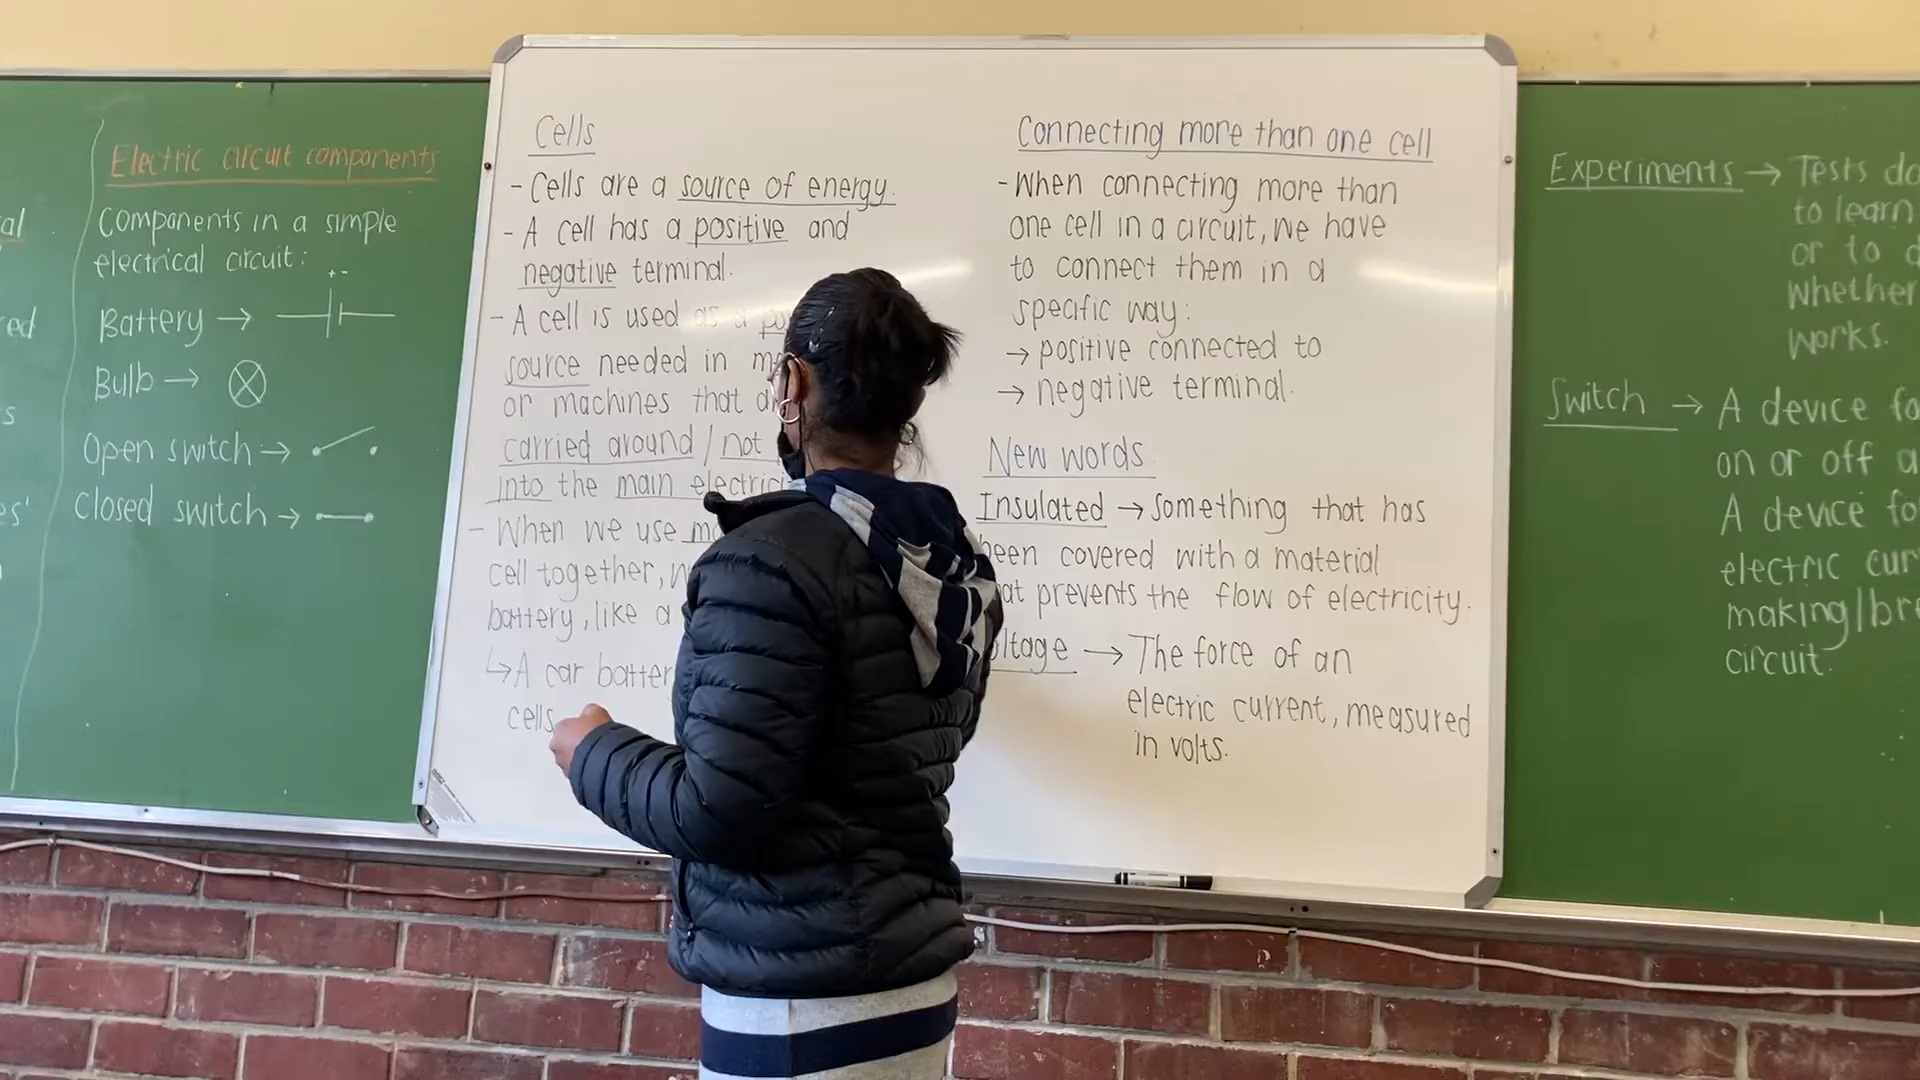 al
red
s
es'
Electric circuit components
Components in a simple
electrical circuit:
+ -
Battery →
Bulb →
Open switch →
Closed switch →
Cells
- Cells are a source of energy.
- A cell has a positive and
negative terminal.
- A cell is used as a
source needed in
or machines that
carried around / not
into the main
- When we use
cell together,
battery, like a
↳ A car
cells
Connecting more than one cell
- When connecting more than
one cell in a circuit, we have
to connect them in a
specific way:
→ positive connected to
→ negative terminal.
New words
Insulated → Something that has
been covered with a material
at prevents the flow of electricity.
ltage → The force of an
electric current, measured
in volts.
Experiments → Tests do
to learn
or to d
whether
works.
Switch → A device fo
on or off a
A device fo
electric cur
making/bre
circuit.